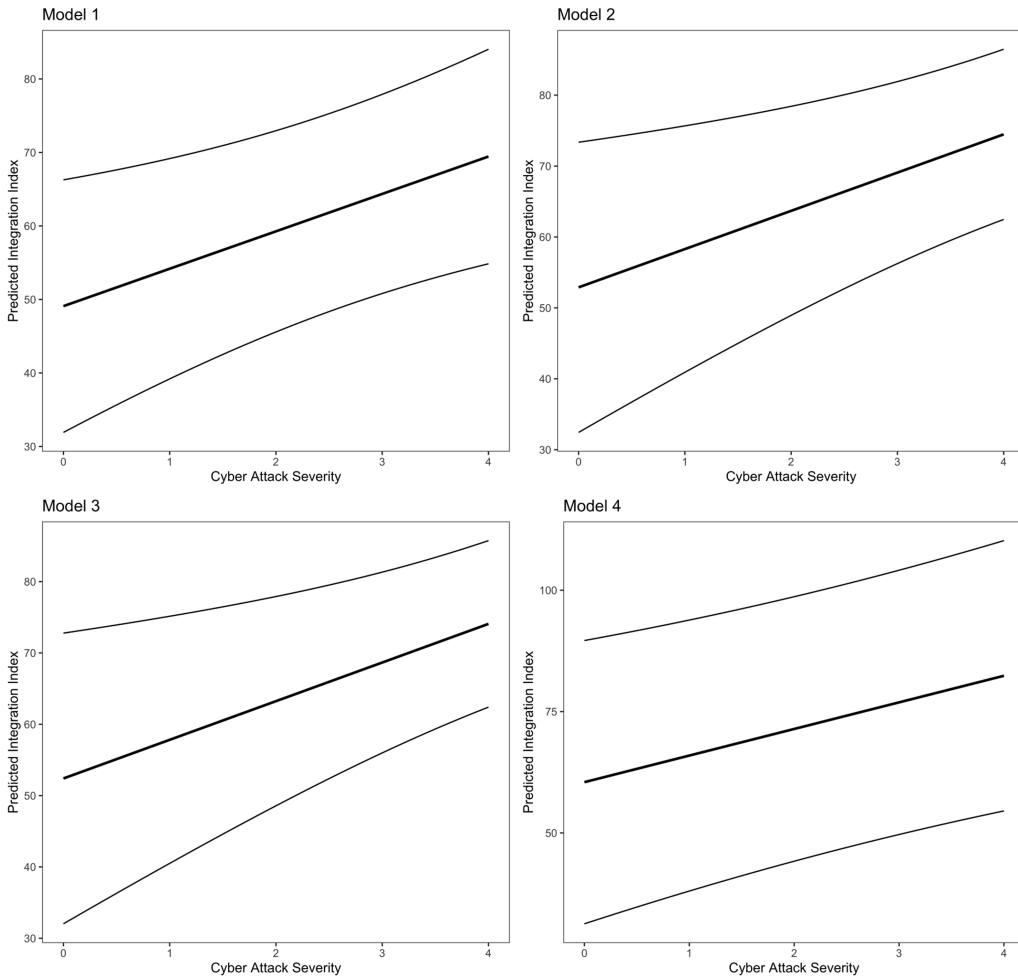 Model 1
Predicted Integration Index
80
70
60
50
40
30
0 1 2 3 4
Cyber Attack Severity
Model 2
Predicted Integration Index
80
70
60
50
40
30
0 1 2 3 4
Cyber Attack Severity
Model 3
Predicted Integration Index
80
70
60
50
40
30
0 1 2 3 4
Cyber Attack Severity
Model 4
Predicted Integration Index
100
75
50
0 1 2 3 4
Cyber Attack Severity